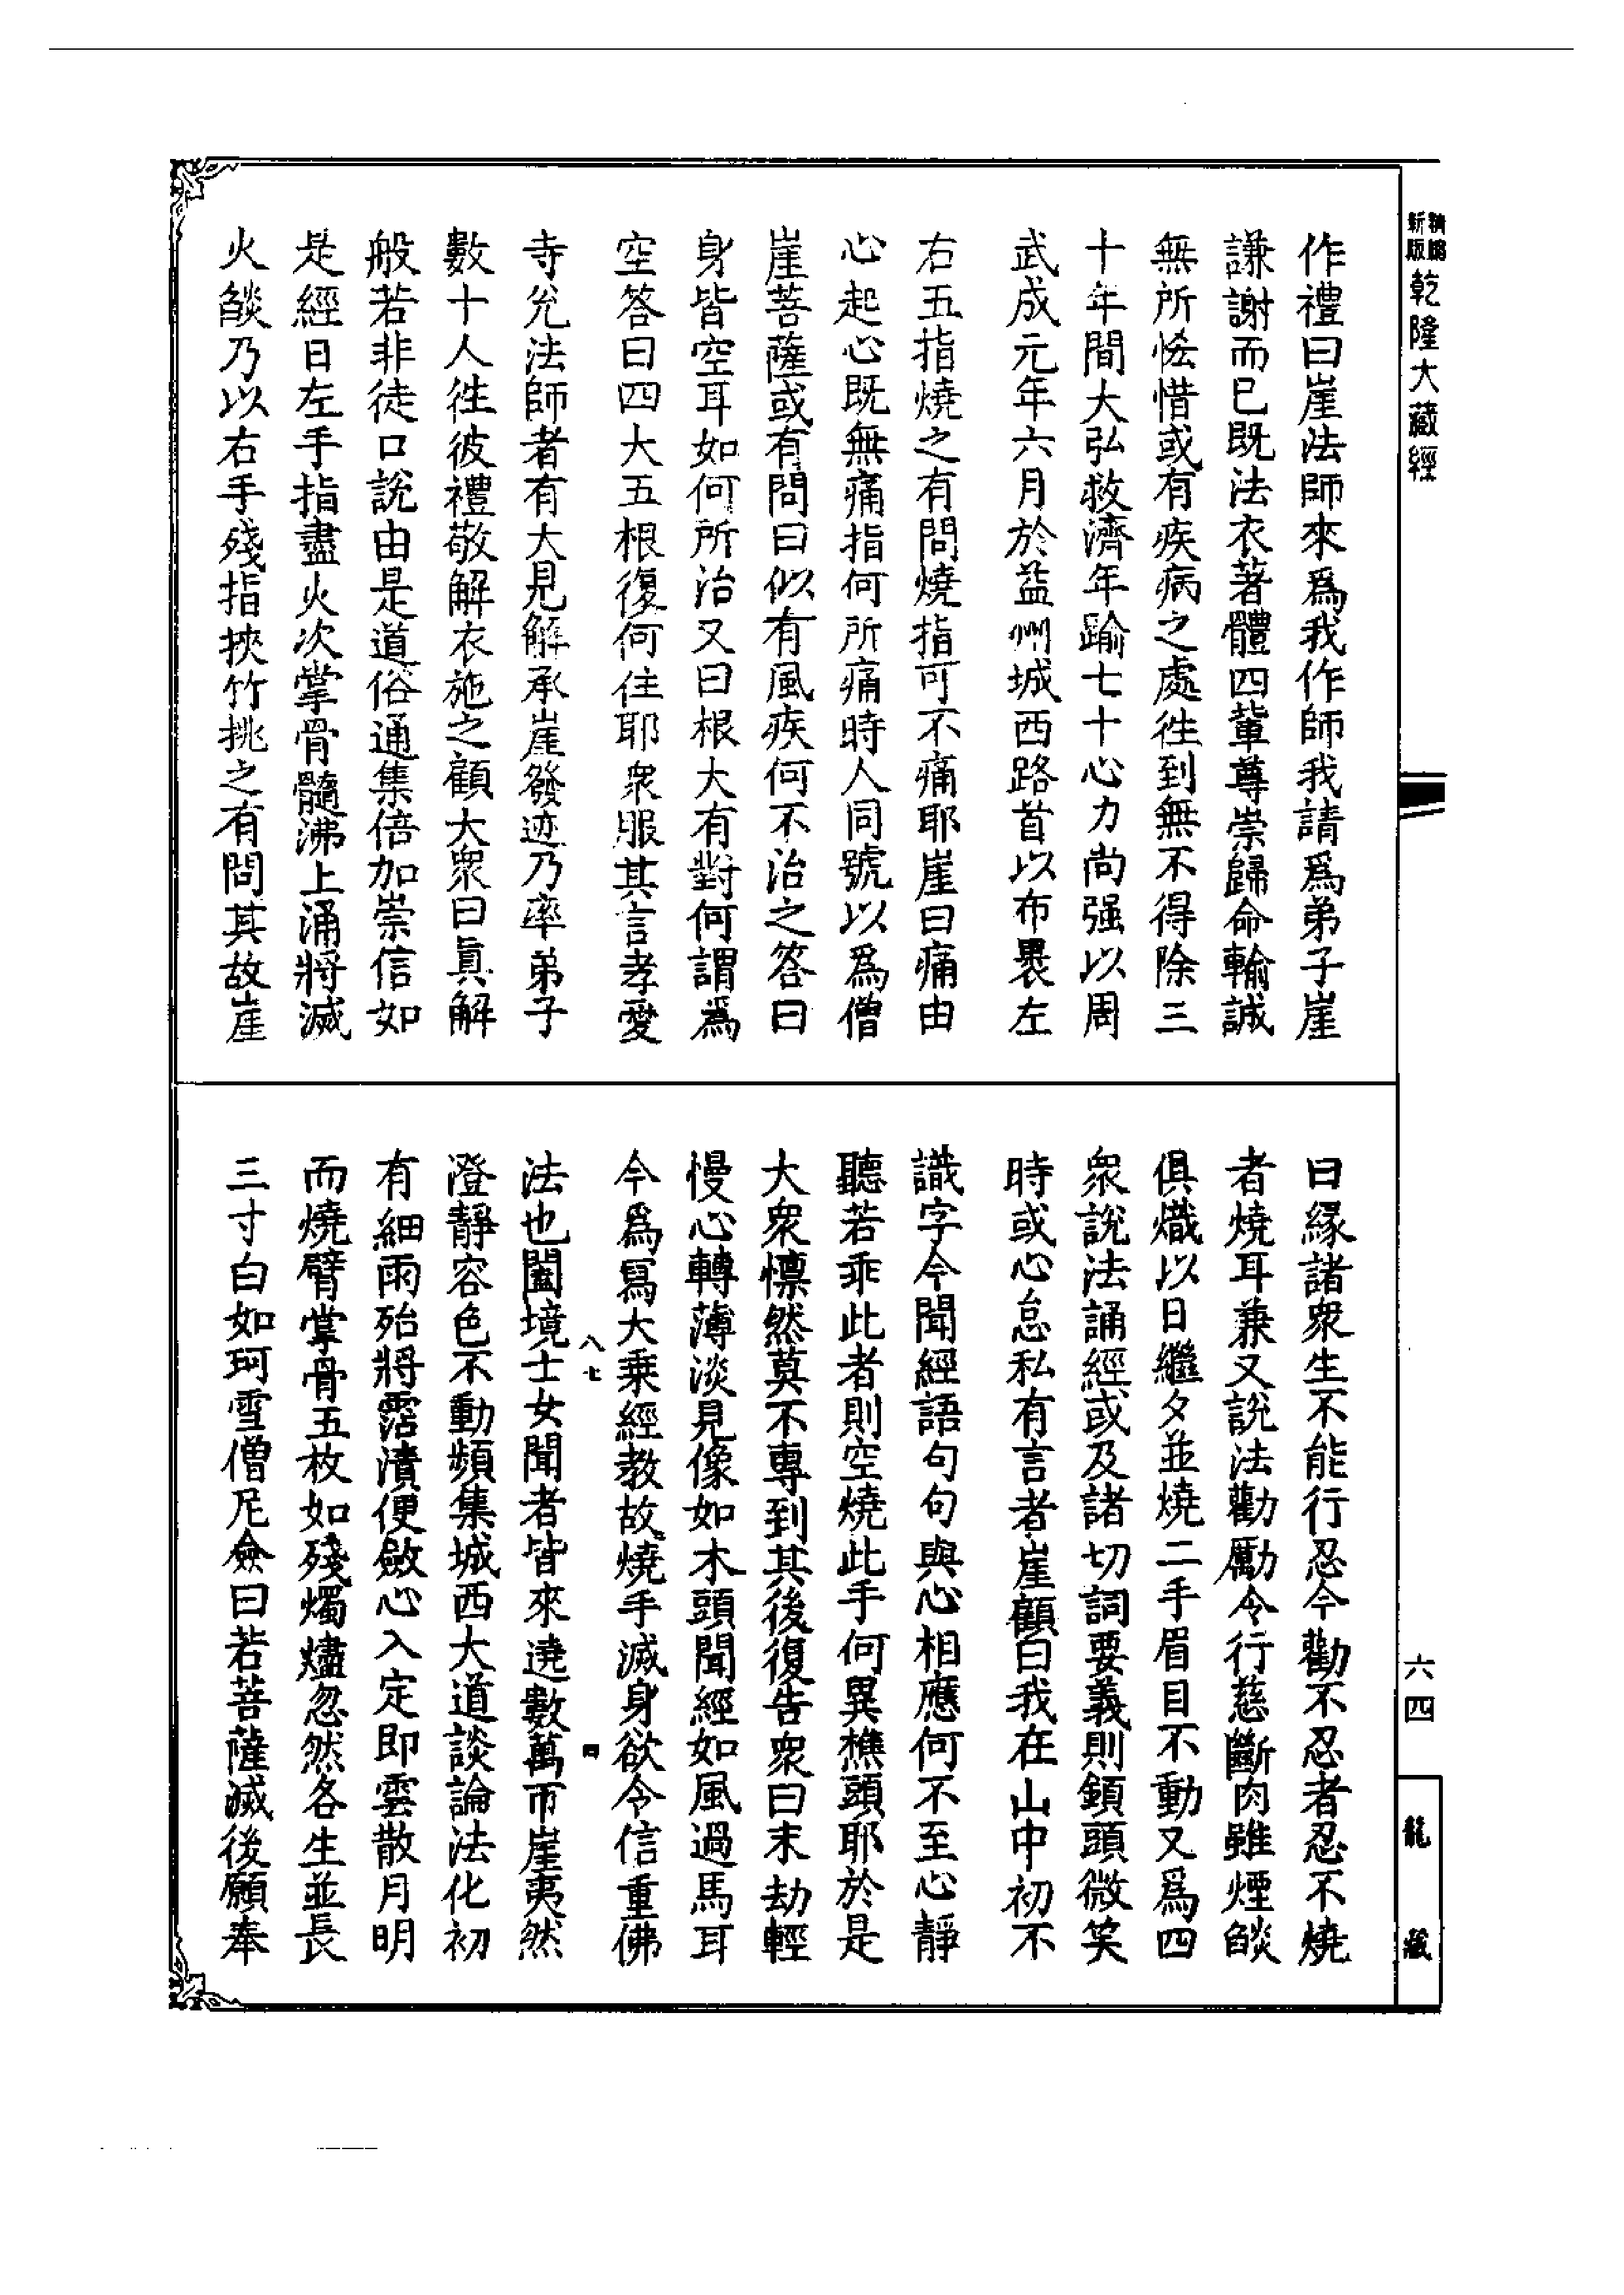 新版精縮乾隆大藏經
作禮曰崖法師來爲我作師我請爲弟子崖
謙謝而已既法衣著體四輩尊崇歸命輸誠
無所恡惜或有疾病之處徃到無不得除三
十年間大弘救濟年踰七十心力尚强以周
武成元年六月於益州城西路首以布裹左
右五指燒之有問燒指可不痛耶崖曰痛由
心起心既無痛指何所痛時人同號以爲僧
崖菩薩或有問曰似有風疾何不治之答曰
身皆空耳如何所治又曰根大有對何謂爲
空答曰四大五根復何住耶衆服其言孝愛
寺兊法師者有大見解承崖發迹乃率弟子
數十人徃彼禮敬解衣施之顧大衆曰眞解
般若非徒口說由是道俗通集倍加崇信如
是經日左手指盡火次掌骨髓沸上涌將滅
火燄乃以右手殘指挾竹挑之有問其故崖
曰縁諸衆生不能行忍今勸不忍者忍不燒
者燒耳兼又說法勸勵令行慈斷肉雖煙燄
俱熾以日繼夕並燒二手眉目不動又爲四
衆說法誦經或及諸切詞要義則頷頭微笑
時或心怠私有言者崖顧曰我在山中初不
識字今聞經語句句與心相應何不至心靜
聽若乖此者則空燒此手何異樵頭耶於是
大衆懍然莫不專到其後復告衆曰末劫輕
慢心轉薄淡見像如木頭聞經如風過馬耳
今爲寫大乘經教故燒手滅身欲令信重佛
法也闔境士女聞者皆來遶數萬帀崖夷然
澄靜容色不動頻集城西大道談論法化初
有細雨殆將霑漬便斂心入定即雲散月明
而燒臂掌骨五枚如殘燭燼忽然各生並長
三寸白如珂雪僧尼僉曰若菩薩滅後願奉
八七
四
六四
龍藏